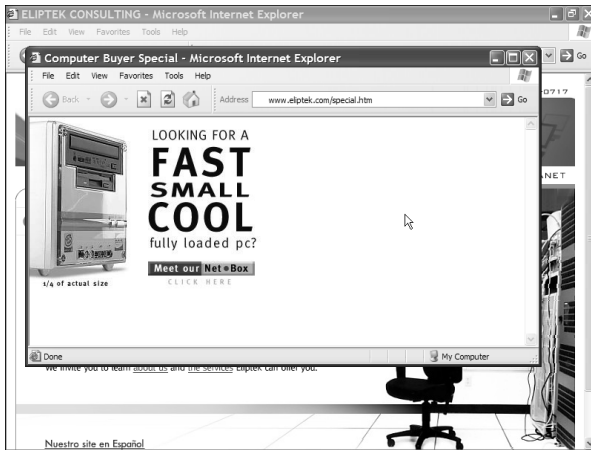 ELIPTEK CONSULTING - Microsoft Internet Explorer
File Edit View Favorites Tools Help
Computer Buyer Special - Microsoft Internet Explorer
File Edit View Favorites Tools Help
Back Address www.eliptek.com/special.htm Go
Go
-0717
NET
LOOKING FOR A
FAST
SMALL
COOL
fully loaded pc?
Meet our Net Box
CLICK HERE
1/4 of actual size
Done My Computer
We invite you to learn about us and the services Eliptek can offer you.
Nuestro site en Español